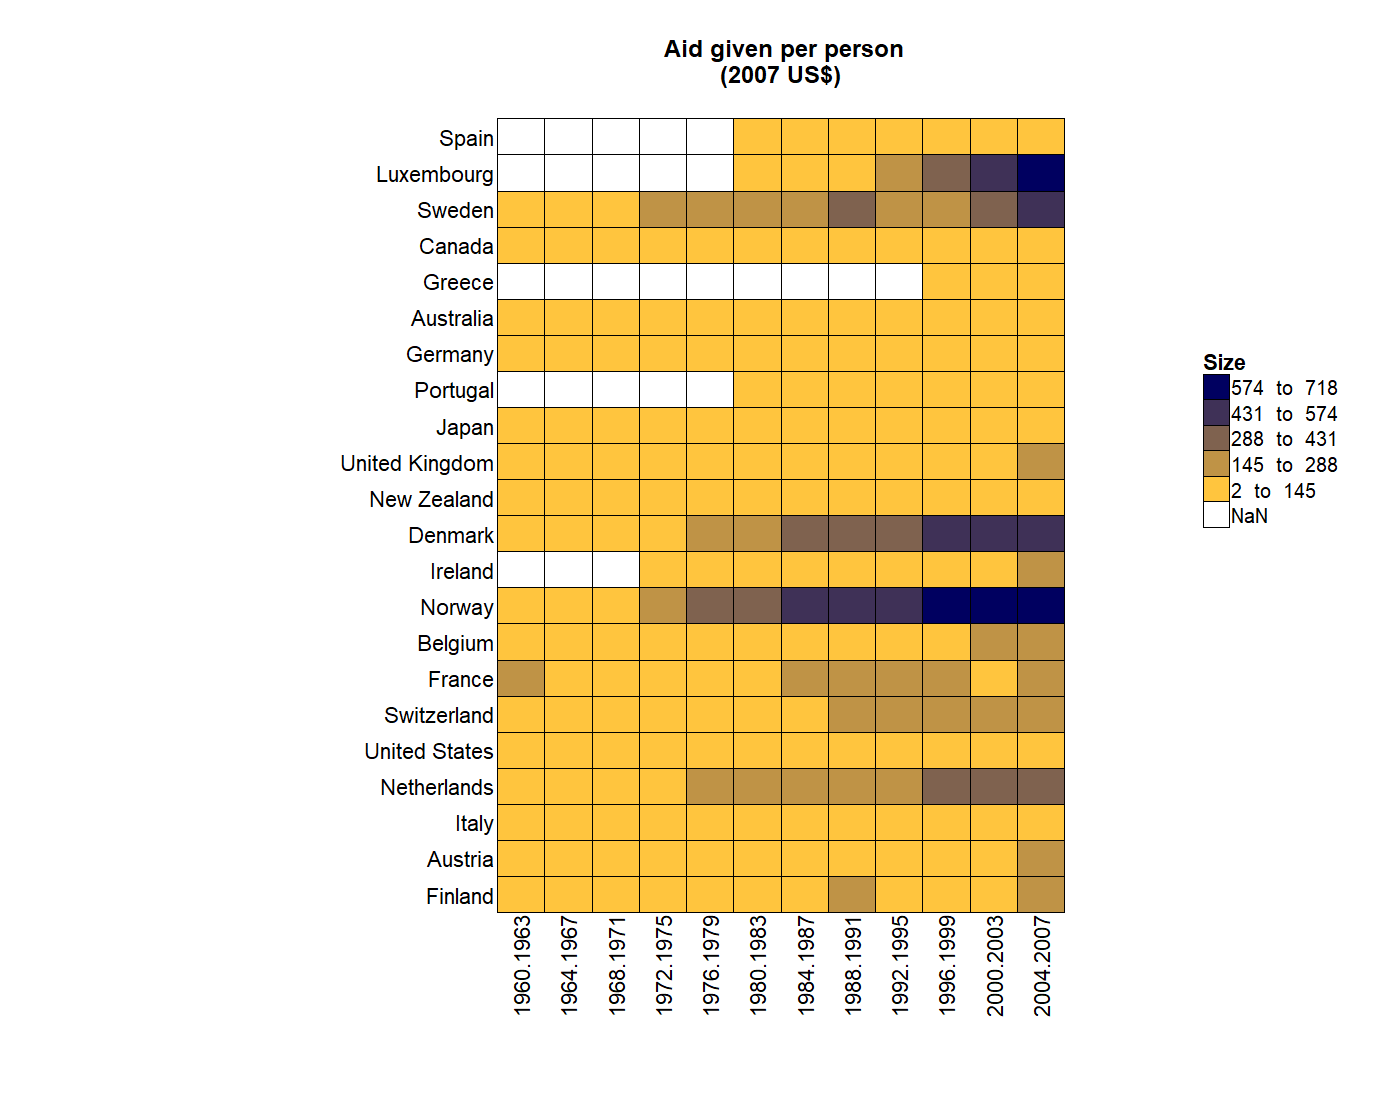 Aid given per person
(2007 US$)
Spain
Luxembourg
Sweden
Canada
Greece
Australia
Germany
Portugal
Japan
United Kingdom
New Zealand
Denmark
Ireland
Norway
Belgium
France
Switzerland
United States
Netherlands
Italy
Austria
Finland
1960.1963
1964.1967
1968.1971
1972.1975
1976.1979
1980.1983
1984.1987
1988.1991
1992.1995
1996.1999
2000.2003
2004.2007
Size
574 to 718
431 to 574
288 to 431
145 to 288
2 to 145
NaN